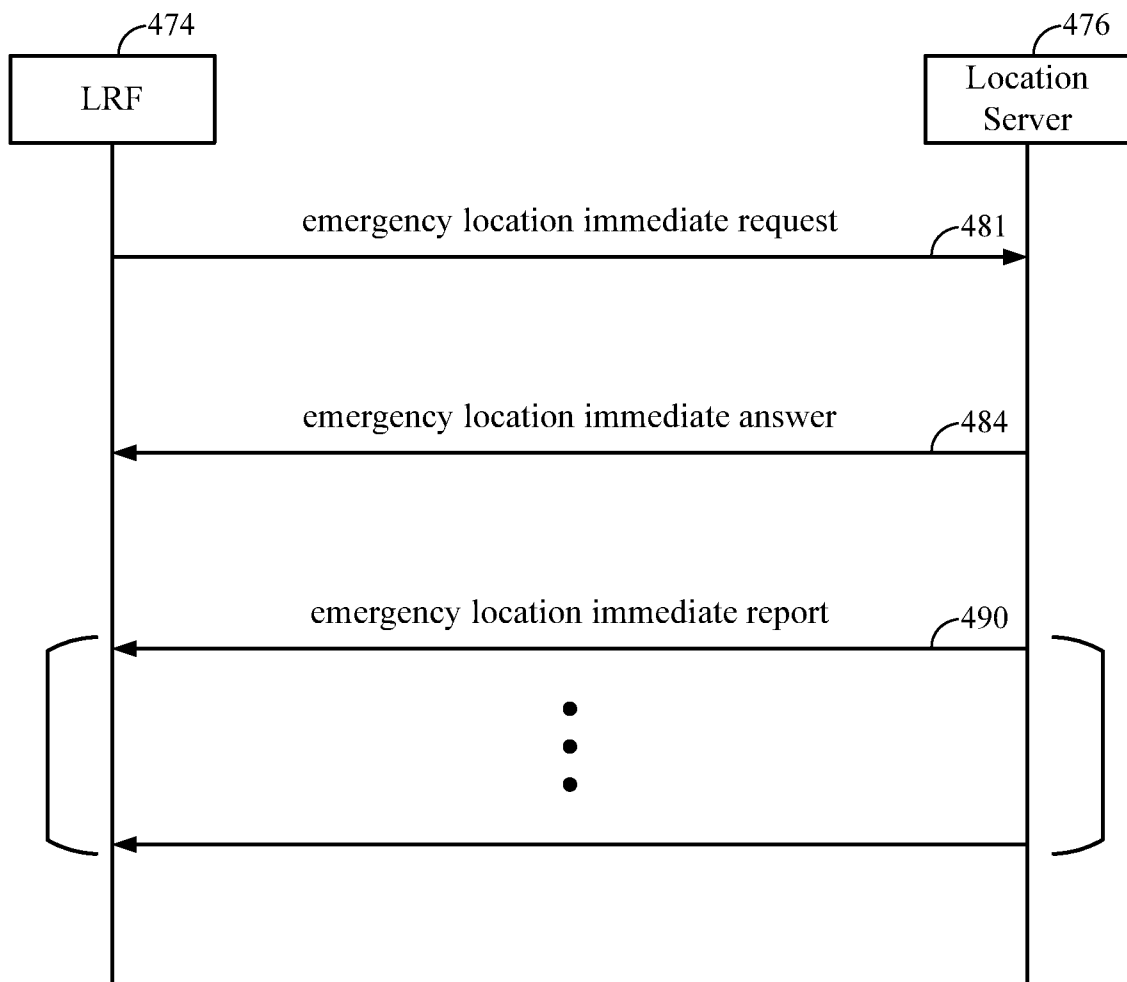 474
476
LRF
Location
Server
emergency location immediate request
481
emergency location immediate answer
484
emergency location immediate report
490